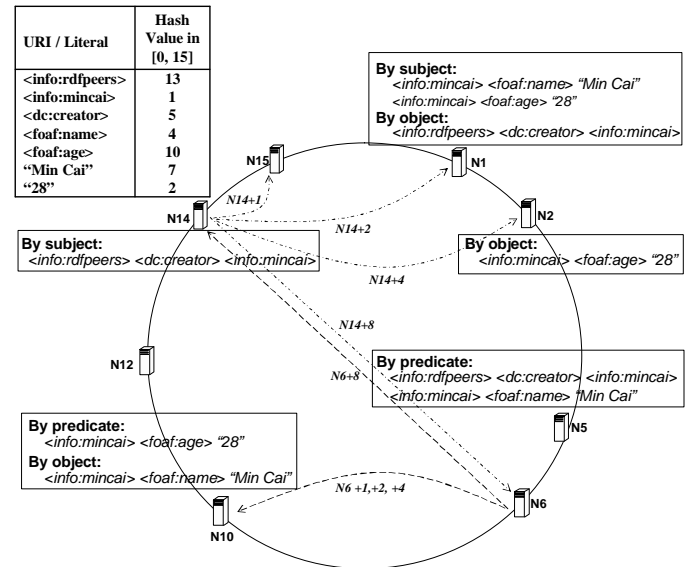 URI / Literal
Hash Value in [0, 15]
<info:rdfpeers> 13
<info:mincai> 1
<dc:creator> 5
<foaf:name> 4
<foaf:age> 10
“Min Cai” 7
“28” 2
By subject:
<info:mincai> <foaf:name> “Min Cai”
<info:mincai> <foaf:age> “28”
By object:
<info:rdfpeers> <dc:creator> <info:mincai>
N15
N1
N14
N14+1
N14+2
N2
By subject:
<info:rdfpeers> <dc:creator> <info:mincai>
By object:
<info:mincai> <foaf:age> “28”
N14+4
N14+8
N12
N6+8
By predicate:
<info:rdfpeers> <dc:creator> <info:mincai>
<info:mincai> <foaf:name> “Min Cai”
N5
By predicate:
<info:mincai> <foaf:age> “28”
By object:
<info:mincai> <foaf:name> “Min Cai”
N6 +1,+2, +4
N6
N10